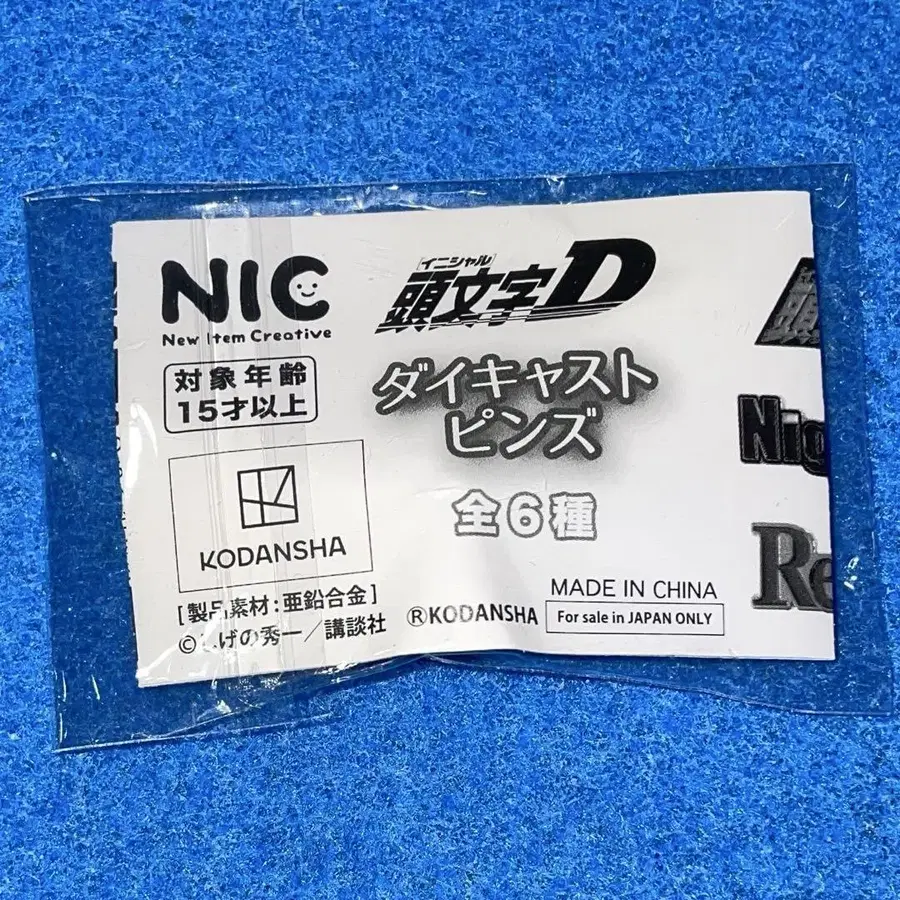 NIC
New Item Creative
対象年齢
15才以上
KODANSHA
[製品素材:亜鉛合金]
©しげの秀一/講談社
[イニシャル]
頭文字D
ダイキャスト
ピンズ
全6種
®KODANSHA
MADE IN CHINA
For sale in JAPAN ONLY
頭
Nig
Re